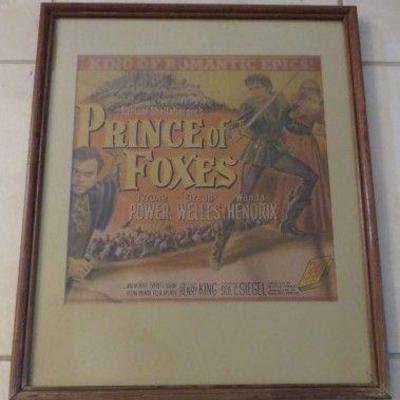 KING OF ROMANTIC EPICS!
PRINCE OF
FOXES
Tyrone Orson Wanda
POWER WELLES HENDRIX
HENRY KING SOL C. SIEGEL